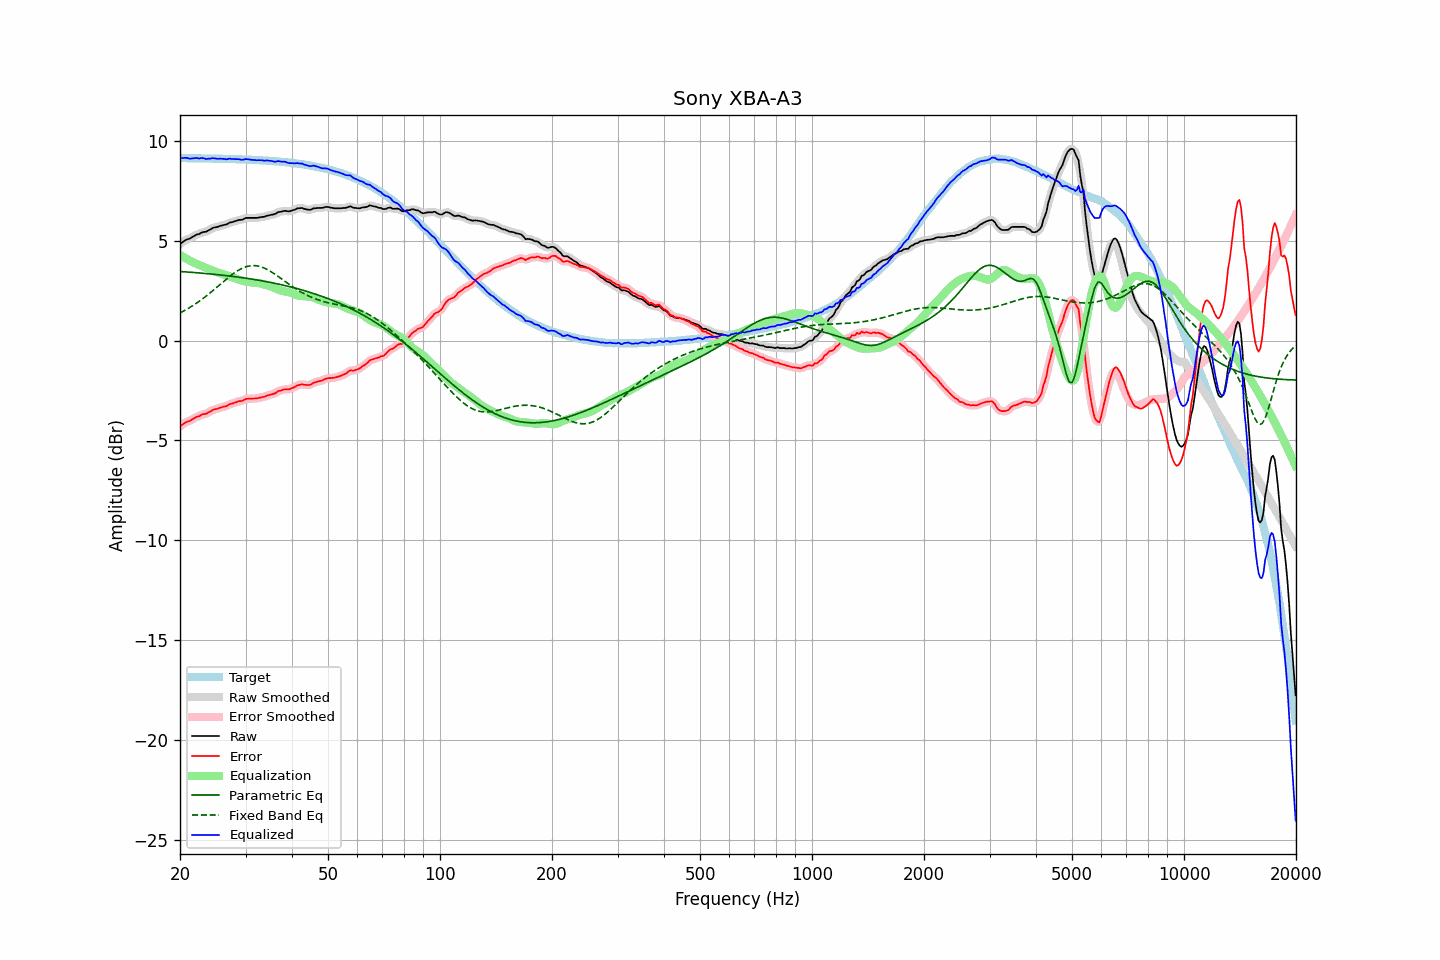 Sony XBA-A3
Amplitude (dBr)
10
5
0
−5
−10
−15
−20
−25
Target
Raw Smoothed
Error Smoothed
Raw
Error
Equalization
Parametric Eq
Fixed Band Eq
Equalized
20
50
100
200
500
1000
2000
5000
10000
20000
Frequency (Hz)